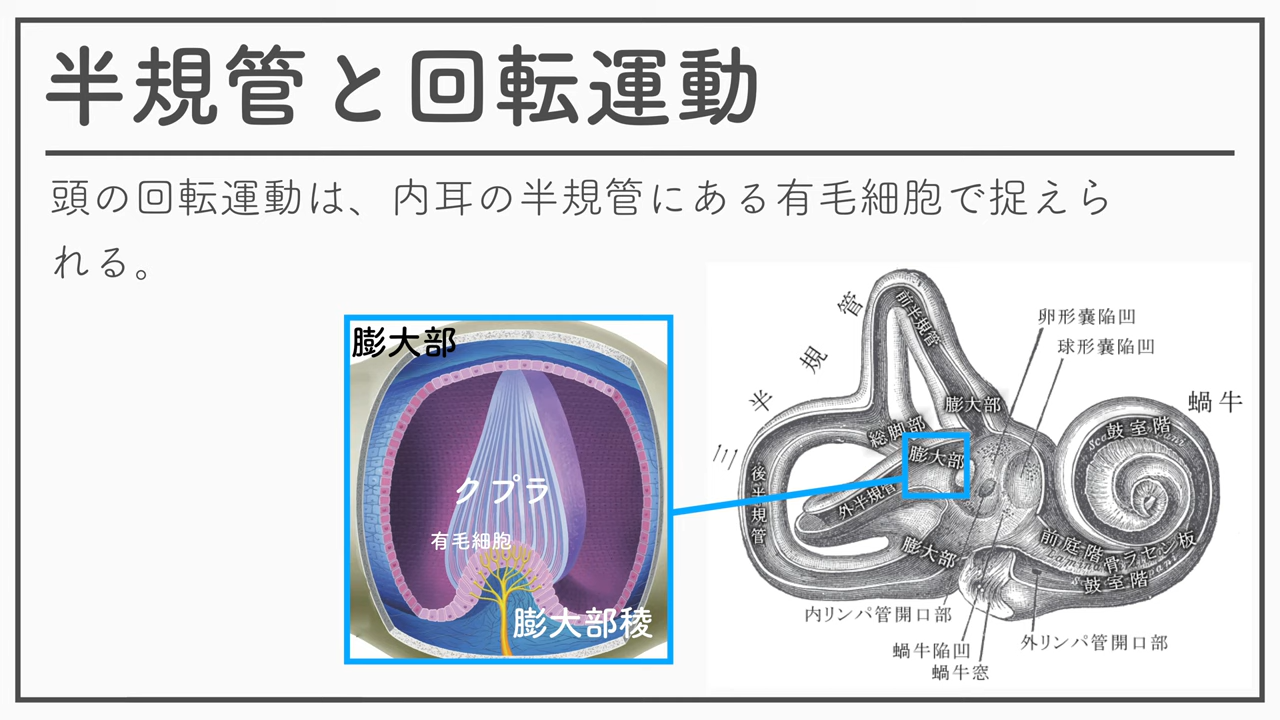 半規管と回転運動
頭の回転運動は、内耳の半規管にある有毛細胞で捉えら
れる。
膨大部
クプラ
有毛細胞
膨大部稜
三半規管
前半規管
卵形嚢陥凹
球形嚢陥凹
膨大部
総脚部
蝸牛
鼓室階
膨大部
後半規管
外半規管
膨大部
前庭階
骨ラセン板
鼓室階
内リンパ管開口部
外リンパ管開口部
蝸牛陥凹
蝸牛窓